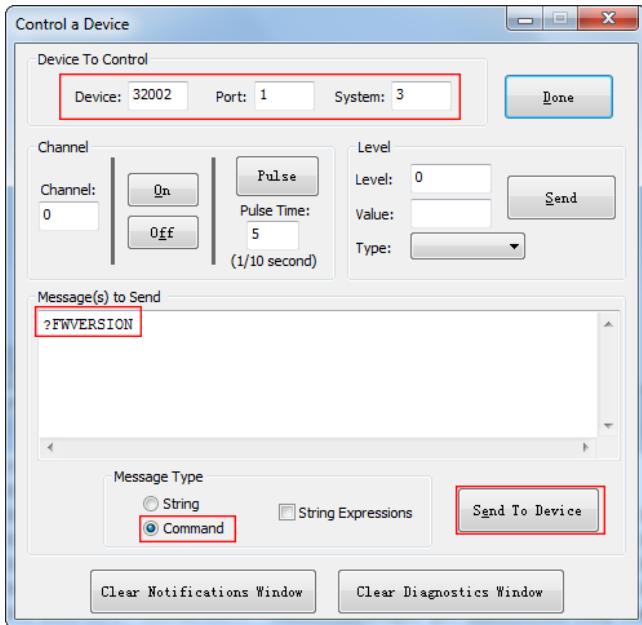 Control a Device
Device To Control
Device: 32002 Port: 1 System: 3
Done
Channel
Channel:
0
On
Off
Pulse
Pulse Time:
5
(1/10 second)
Level
Level: 0
Value:
Type:
Send
Message(s) to Send
?FWVERSION
Message Type
String
Command
String Expressions
Send To Device
Clear Notifications Window
Clear Diagnostics Window